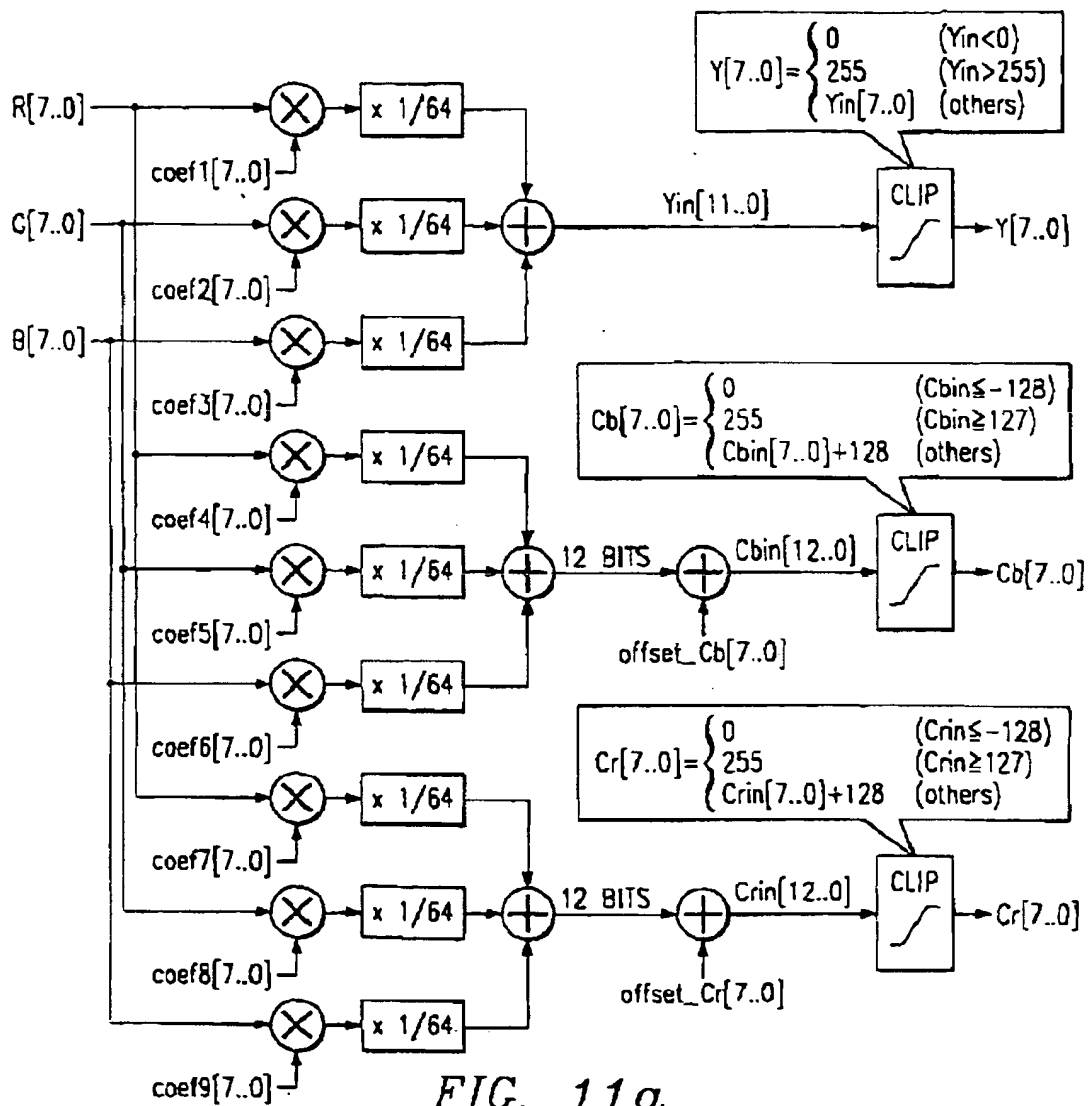 Y[7..0]= { 0 (Yin<0)
255 (Yin>255)
Yin[7..0] (others)
R[7..0]
× 1/64
coef1[7..0]
CLIP
G[7..0]
× 1/64
Yin[11..0]
Y[7..0]
coef2[7..0]
B[7..0]
× 1/64
coef3[7..0]
Cb[7..0]= { 0 (Cbin≦-128)
255 (Cbin≧127)
Cbin[7..0]+128 (others)
× 1/64
coef4[7..0]
CLIP
× 1/64
12 BITS
Cbin[12..0]
Cb[7..0]
coef5[7..0]
offset_Cb[7..0]
× 1/64
coef6[7..0]
Cr[7..0]= { 0 (Crin≦-128)
255 (Crin≧127)
Crin[7..0]+128 (others)
× 1/64
coef7[7..0]
CLIP
× 1/64
12 BITS
Crin[12..0]
Cr[7..0]
coef8[7..0]
offset_Cr[7..0]
× 1/64
coef9[7..0]
FIG. 11a